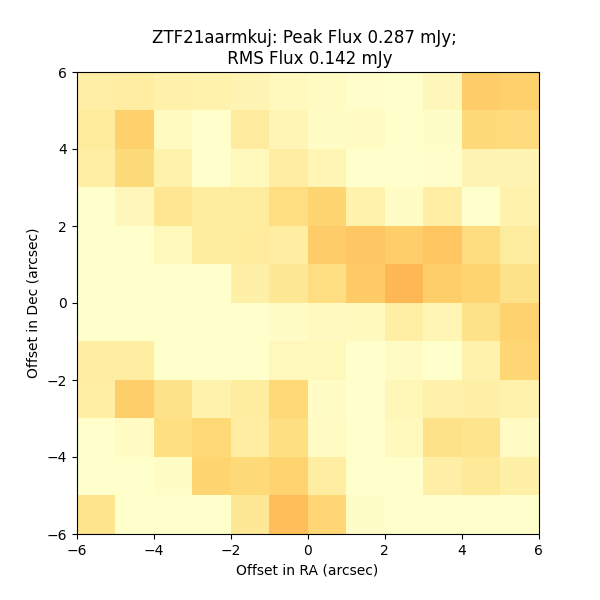 ZTF21aarmkuj: Peak Flux 0.287 mJy;
RMS Flux 0.142 mJy
6
4
2
0
−2
−4
−6
Offset in Dec (arcsec)
−6 −4 −2 0 2 4 6
Offset in RA (arcsec)